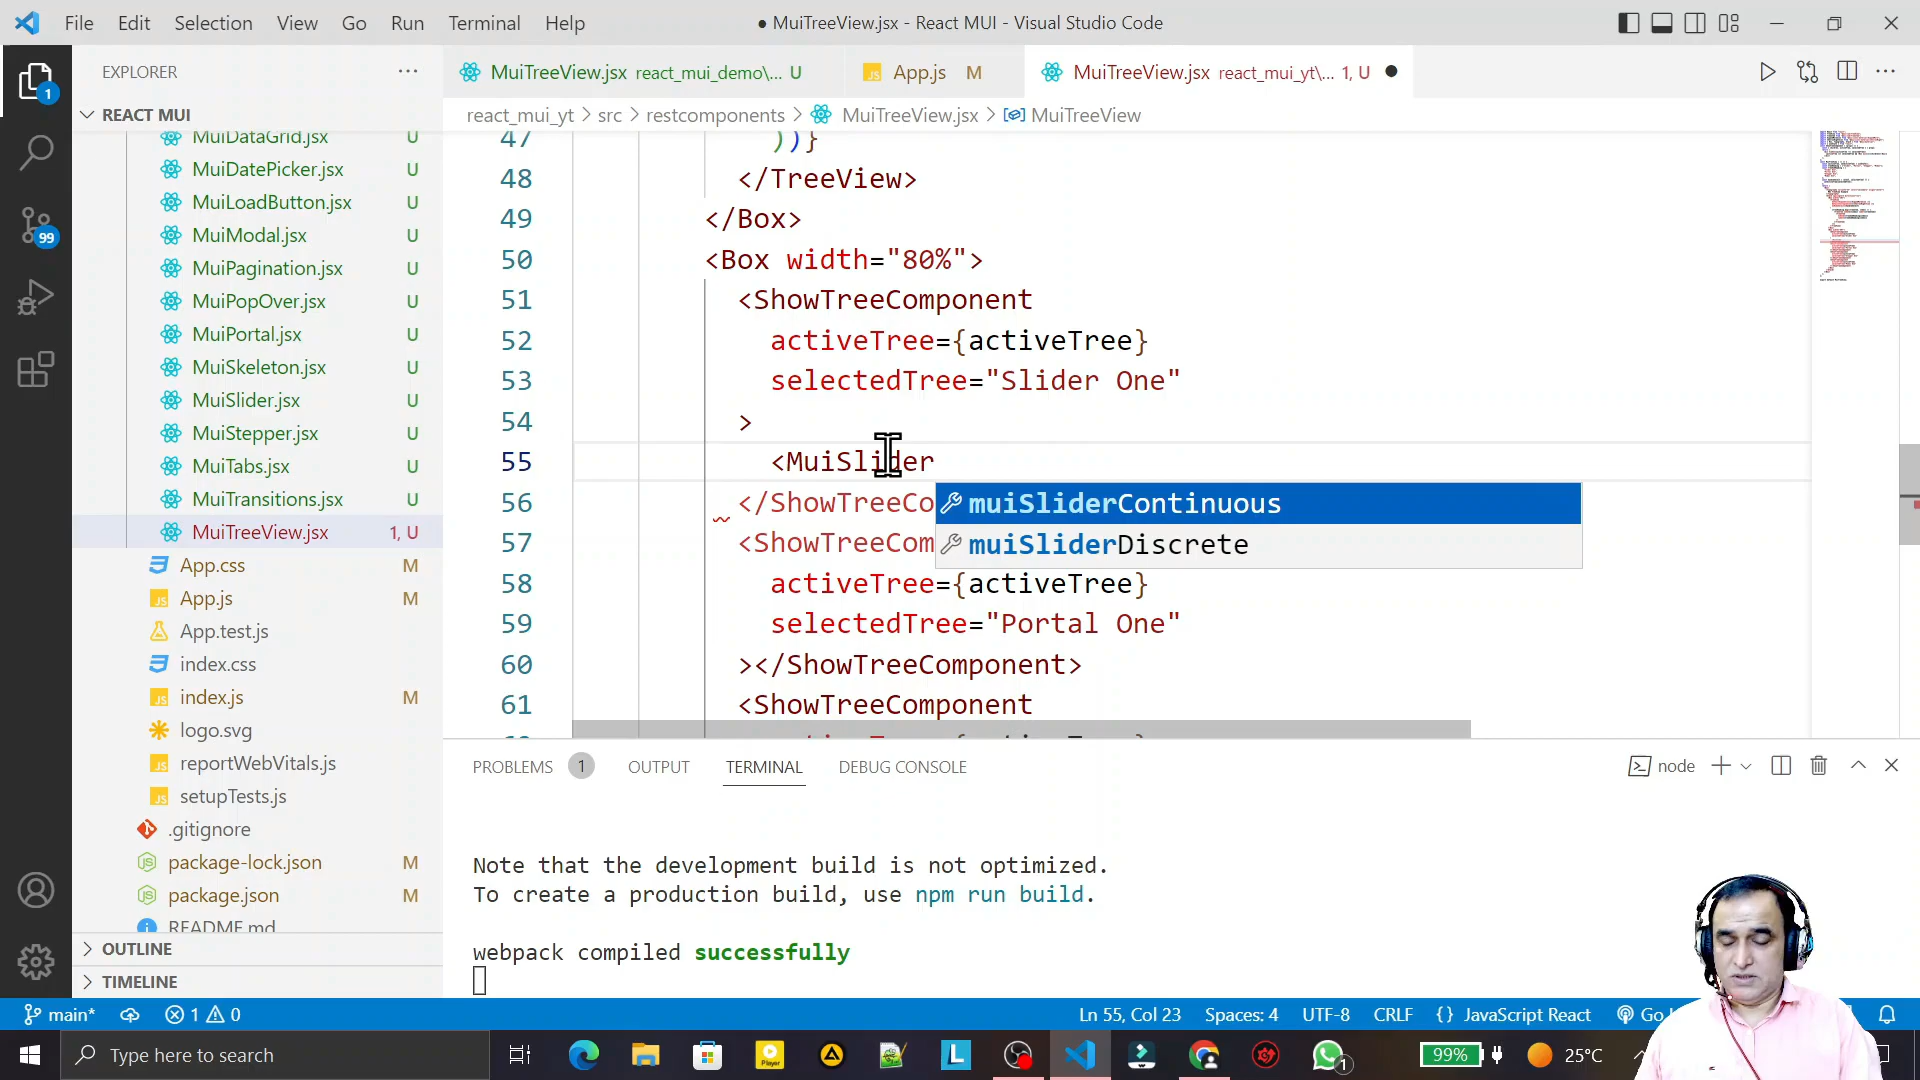 File Edit Selection View Go Run Terminal Help
● MuiTreeView.jsx - React MUI - Visual Studio Code
EXPLORER
MuiTreeView.jsx react_mui_demo\... U
App.js M
MuiTreeView.jsx react_mui_yt\... 1, U
REACT MUI
react_mui_yt > src > restcomponents > MuiTreeView.jsx > MuiTreeView
MuiDataGrid.jsx U
MuiDatePicker.jsx U
MuiLoadButton.jsx U
MuiModal.jsx U
MuiPagination.jsx U
MuiPopOver.jsx U
MuiPortal.jsx U
MuiSkeleton.jsx U
MuiSlider.jsx U
MuiStepper.jsx U
MuiTabs.jsx U
MuiTransitions.jsx U
MuiTreeView.jsx 1, U
App.css M
App.js M
App.test.js
index.css
index.js M
logo.svg
reportWebVitals.js
setupTests.js
.gitignore
package-lock.json M
package.json M
README.md
OUTLINE
TIMELINE
47 ))}
48 </TreeView>
49 </Box>
50 <Box width="80%">
51 <ShowTreeComponent
52 activeTree={activeTree}
53 selectedTree="Slider One"
54 >
55 <MuiSlider
56 </ShowTreeCo
muiSliderContinuous
muiSliderDiscrete
57 <ShowTreeCom
58 activeTree={activeTree}
59 selectedTree="Portal One"
60 ></ShowTreeComponent>
61 <ShowTreeComponent
PROBLEMS 1 OUTPUT TERMINAL DEBUG CONSOLE
node
Note that the development build is not optimized.
To create a production build, use npm run build.
webpack compiled successfully
main* 1 0
Ln 55, Col 23 Spaces: 4 UTF-8 CRLF {} JavaScript React Go
Type here to search
99% 25°C